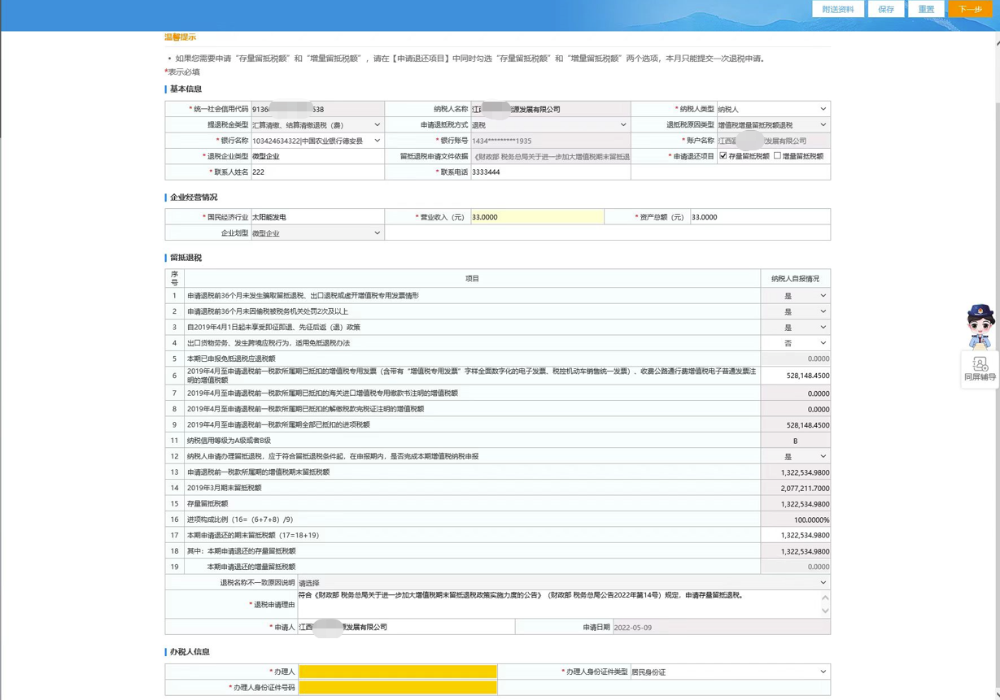 附送资料 保存 重置 下一步
温馨提示
• 如果您需要申请“存量留抵税额”和“增量留抵税额”，请在【申请退还项目】中同时勾选“存量留抵税额”和“增量留抵税额”两个选项，本月只能提交一次退税申请。
*表示必填
基本信息
*统一社会信用代码 9136 538 纳税人名称 江西 源发展有限公司 *纳税人类型 纳税人
提退税金类型 汇算清缴、结算清缴退税（费） 申请退抵税方式 退税 退抵税原因类型 增值税增量留抵税额退税
*银行名称 103424634322|中国农业银行德安县 *银行账号 1434*********1935 *账户名称 江西富 发展有限公司
*退税企业类型 微型企业 留抵退税申请文件依据 《财政部 税务总局关于进一步加大增值税期末留抵退 *申请退还项目 存量留抵税额 增量留抵税额
*联系人姓名 222 *联系电话 3333444
企业经营情况
*国民经济行业 太阳能发电 *营业收入（元） 33.0000 *资产总额（元） 33.0000
企业划型 微型企业
留抵退税
序号 项目 纳税人自报情况
1 申请退税前36个月未发生骗取留抵退税、出口退税或虚开增值税专用发票情形 是
2 申请退税前36个月未因偷税被税务机关处罚2次及以上 是
3 自2019年4月1日起未享受即征即退、先征后返（退）政策 是
4 出口货物劳务、发生跨境应税行为，适用免抵退税办法 否
5 本期已申报免抵退税应退税额 0.0000
6 2019年4月至申请退税前一税款所属期已抵扣的增值税专用发票（含带有“增值税专用发票”字样全面数字化的电子发票、税控机动车销售统一发票）、收费公路通行费增值税电子普通发票注
明的增值税额 528,148.4500
7 2019年4月至申请退税前一税款所属期已抵扣的海关进口增值税专用缴款书注明的增值税额 0.0000
8 2019年4月至申请退税前一税款所属期已抵扣的解缴税款完税证注明的增值税额 0.0000
9 2019年4月至申请退税前一税款所属期全部已抵扣的进项税额 528,148.4500
11 纳税信用等级为A级或者B级 B
12 纳税人申请办理留抵退税，应于符合留抵退税条件起，在申报期内，是否完成本期增值税纳税申报 是
13 申请退税前一税款所属期的增值税期末留抵税额 1,322,534.9800
14 2019年3月期末留抵税额 2,077,211.7000
15 存量留抵税额 1,322,534.9800
16 进项构成比例（16=（6+7+8）/9） 100.0000%
17 本期申请退还的期末留抵税额（17=18+19） 1,322,534.9800
18 其中：本期申请退还的存量留抵税额 1,322,534.9800
19 本期申请退还的增量留抵税额 0.0000
退税名称不一致原因说明 请选择
*退税申请理由 符合《财政部 税务总局关于进一步加大增值税期末留抵退税政策实施力度的公告》（财政部 税务总局公告2022年第14号）规定，申请存量留抵退税。
*申请人 江西 源发展有限公司 申请日期 2022-05-09
办税人信息
*办理人 *办理人身份证件类型 居民身份证
*办理人身份证件号码
同屏辅导